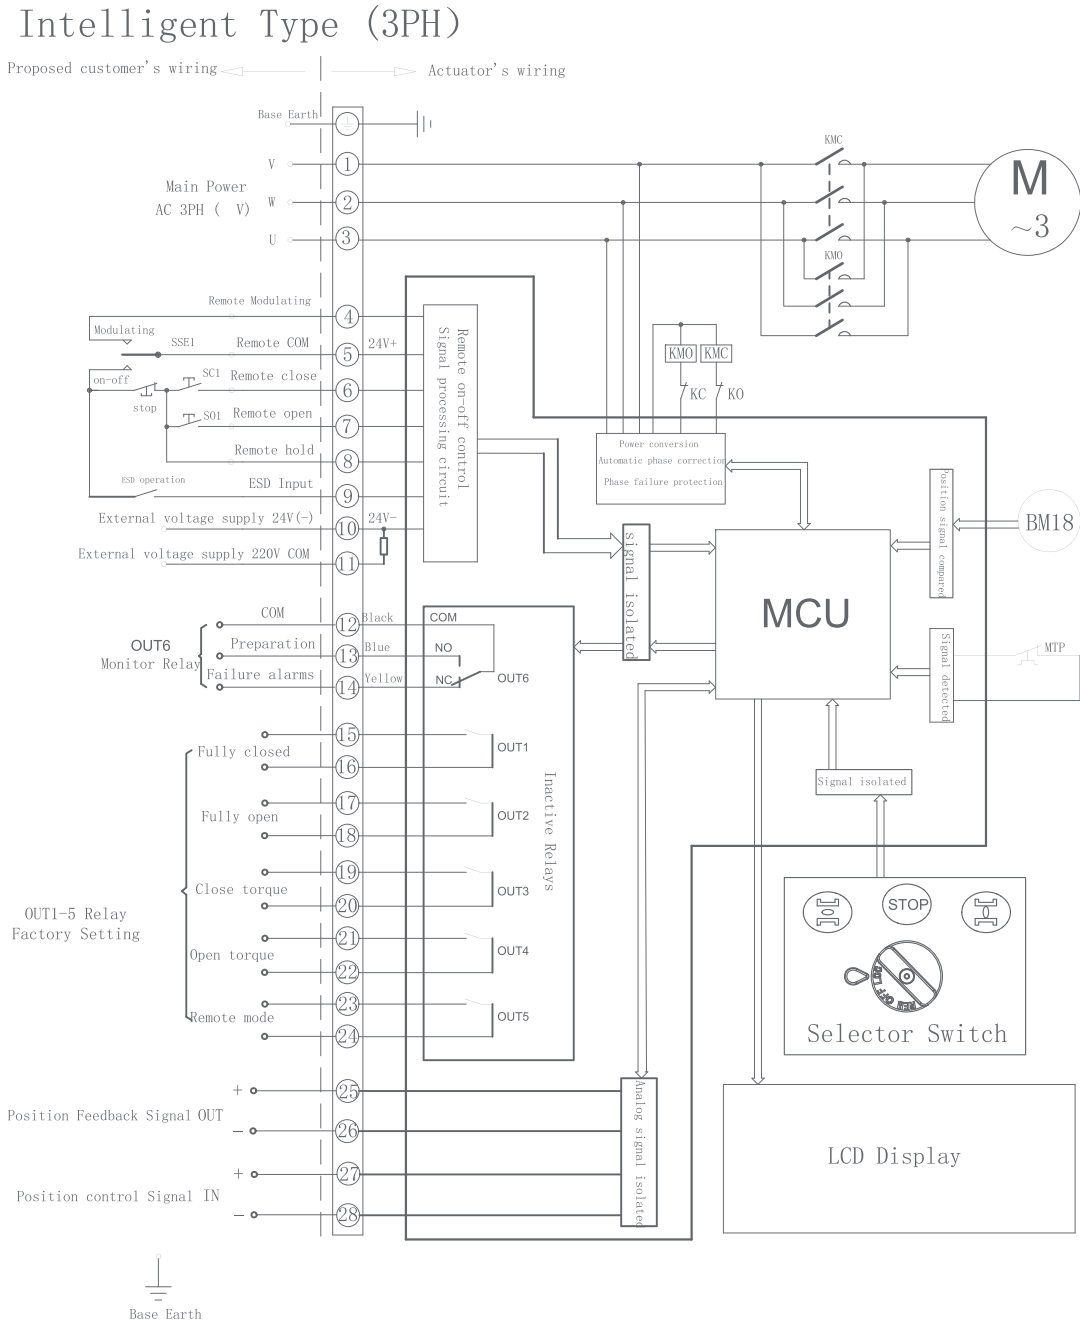 Intelligent Type (3PH)
Proposed customer's wiring
Actuator's wiring
Base Earth
V
1
Main Power
AC 3PH (  V)
W
2
U
3
KMC
KMO
M
~3
Remote Modulating
4
Modulating
SSE1
Remote COM
5
24V+
on-off
stop
SC1
Remote close
6
SO1
Remote open
7
Remote hold
8
ESD operation
ESD Input
9
External voltage supply 24V(-)
10
24V-
External voltage supply 220V COM
11
Remote on-off control
Signal processing circuit
KMO
KMC
KC
KO
Power conversion
Automatic phase correction
Phase failure protection
signal isolated
MCU
Position signal compared
BM18
Signal detected
MTP
Signal isolated
OUT6
Monitor Relay
COM
12
Black
COM
Preparation
13
Blue
NO
Failure alarms
14
Yellow
NC
OUT6
OUT1-5 Relay
Factory Setting
Fully closed
15
16
OUT1
Fully open
17
18
OUT2
Close torque
19
20
OUT3
Open torque
21
22
OUT4
Remote mode
23
24
OUT5
Inactive Relays
STOP
OFF
Selector Switch
Position Feedback Signal OUT
+
25
−
26
Position control Signal IN
+
27
−
28
Analog signal isolated
LCD Display
Base Earth